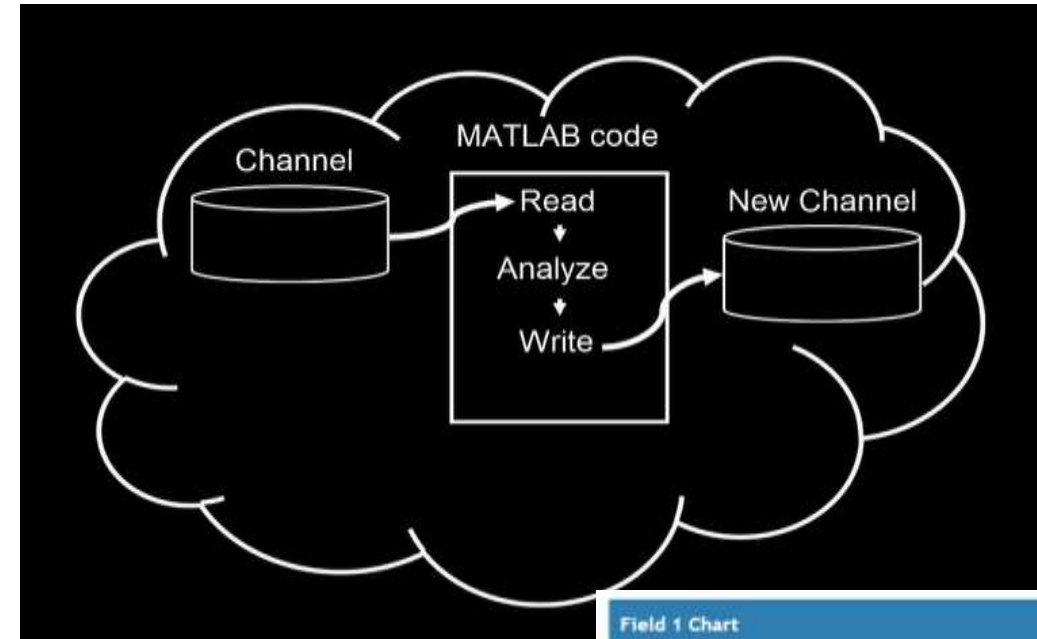 MATLAB code
Channel
Read
New Channel
Analyze
Write
Field 1 Chart